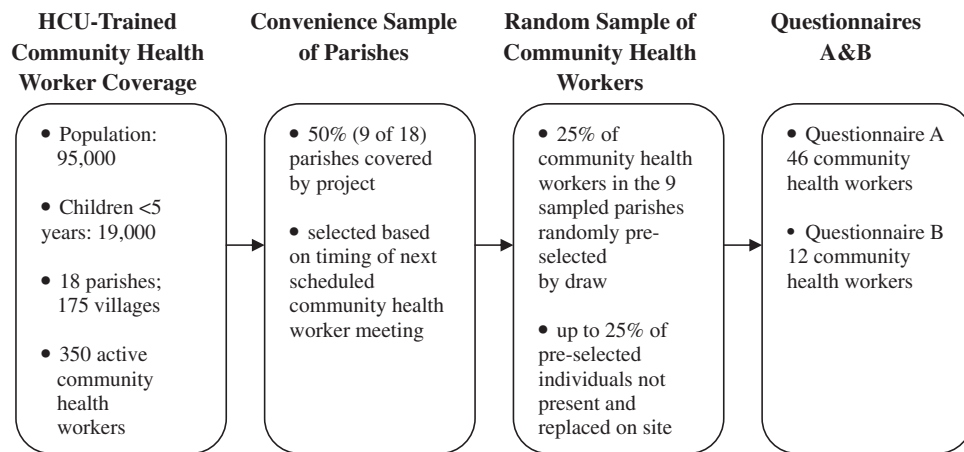 HCU-Trained
Community Health
Worker Coverage
• Population:
95,000
• Children <5
years: 19,000
• 18 parishes;
175 villages
• 350 active
community
health
workers
Convenience Sample
of Parishes
• 50% (9 of 18)
parishes covered
by project
• selected based
on timing of next
scheduled
community health
worker meeting
Random Sample of
Community Health
Workers
• 25% of
community health
workers in the 9
sampled parishes
randomly pre-
selected
by draw
• up to 25% of
pre-selected
individuals not
present and
replaced on site
Questionnaires
A&B
• Questionnaire A
46 community
health workers
• Questionnaire B
12 community
health workers